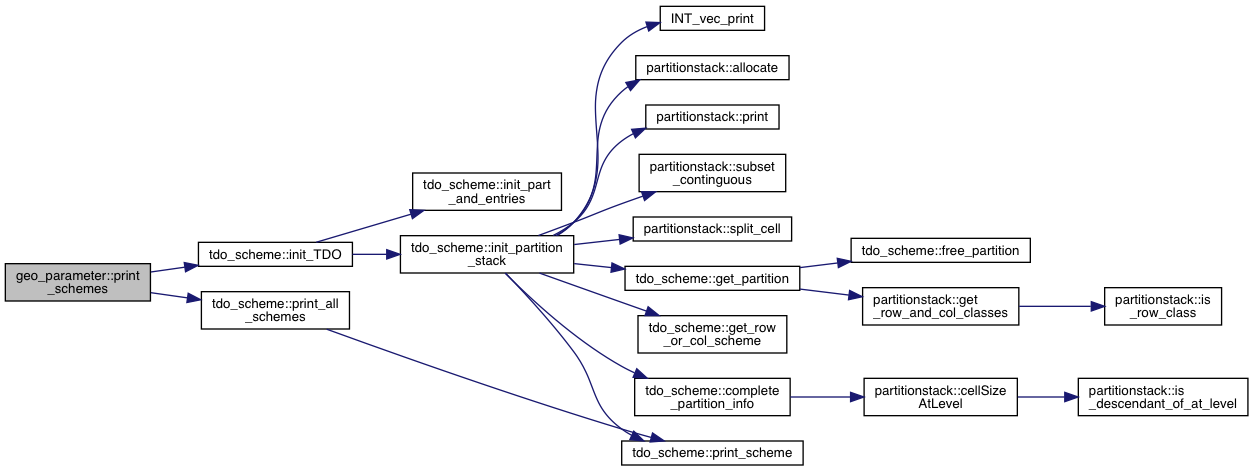 geo_parameter::print
_schemes
tdo_scheme::init_TDO
tdo_scheme::print_all
_schemes
tdo_scheme::init_part
_and_entries
tdo_scheme::init_partition
_stack
INT_vec_print
partitionstack::allocate
partitionstack::print
partitionstack::subset
_continguous
partitionstack::split_cell
tdo_scheme::get_partition
tdo_scheme::get_row
_or_col_scheme
tdo_scheme::complete
_partition_info
tdo_scheme::print_scheme
tdo_scheme::free_partition
partitionstack::get
_row_and_col_classes
partitionstack::cellSize
AtLevel
partitionstack::is
_row_class
partitionstack::is
_descendant_of_at_level